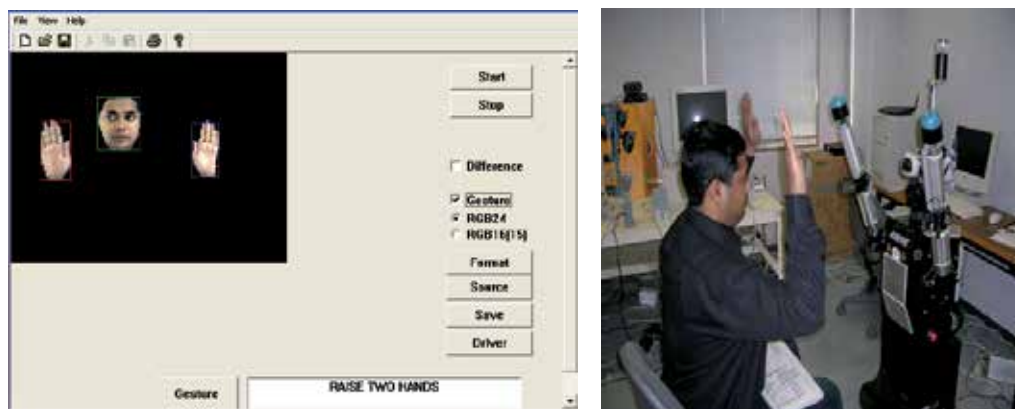 File View Help
Start
Stop
Difference
Gesture
RGB24
RGB16[15]
Format
Source
Save
Driver
Gesture
RAISE TWO HANDS